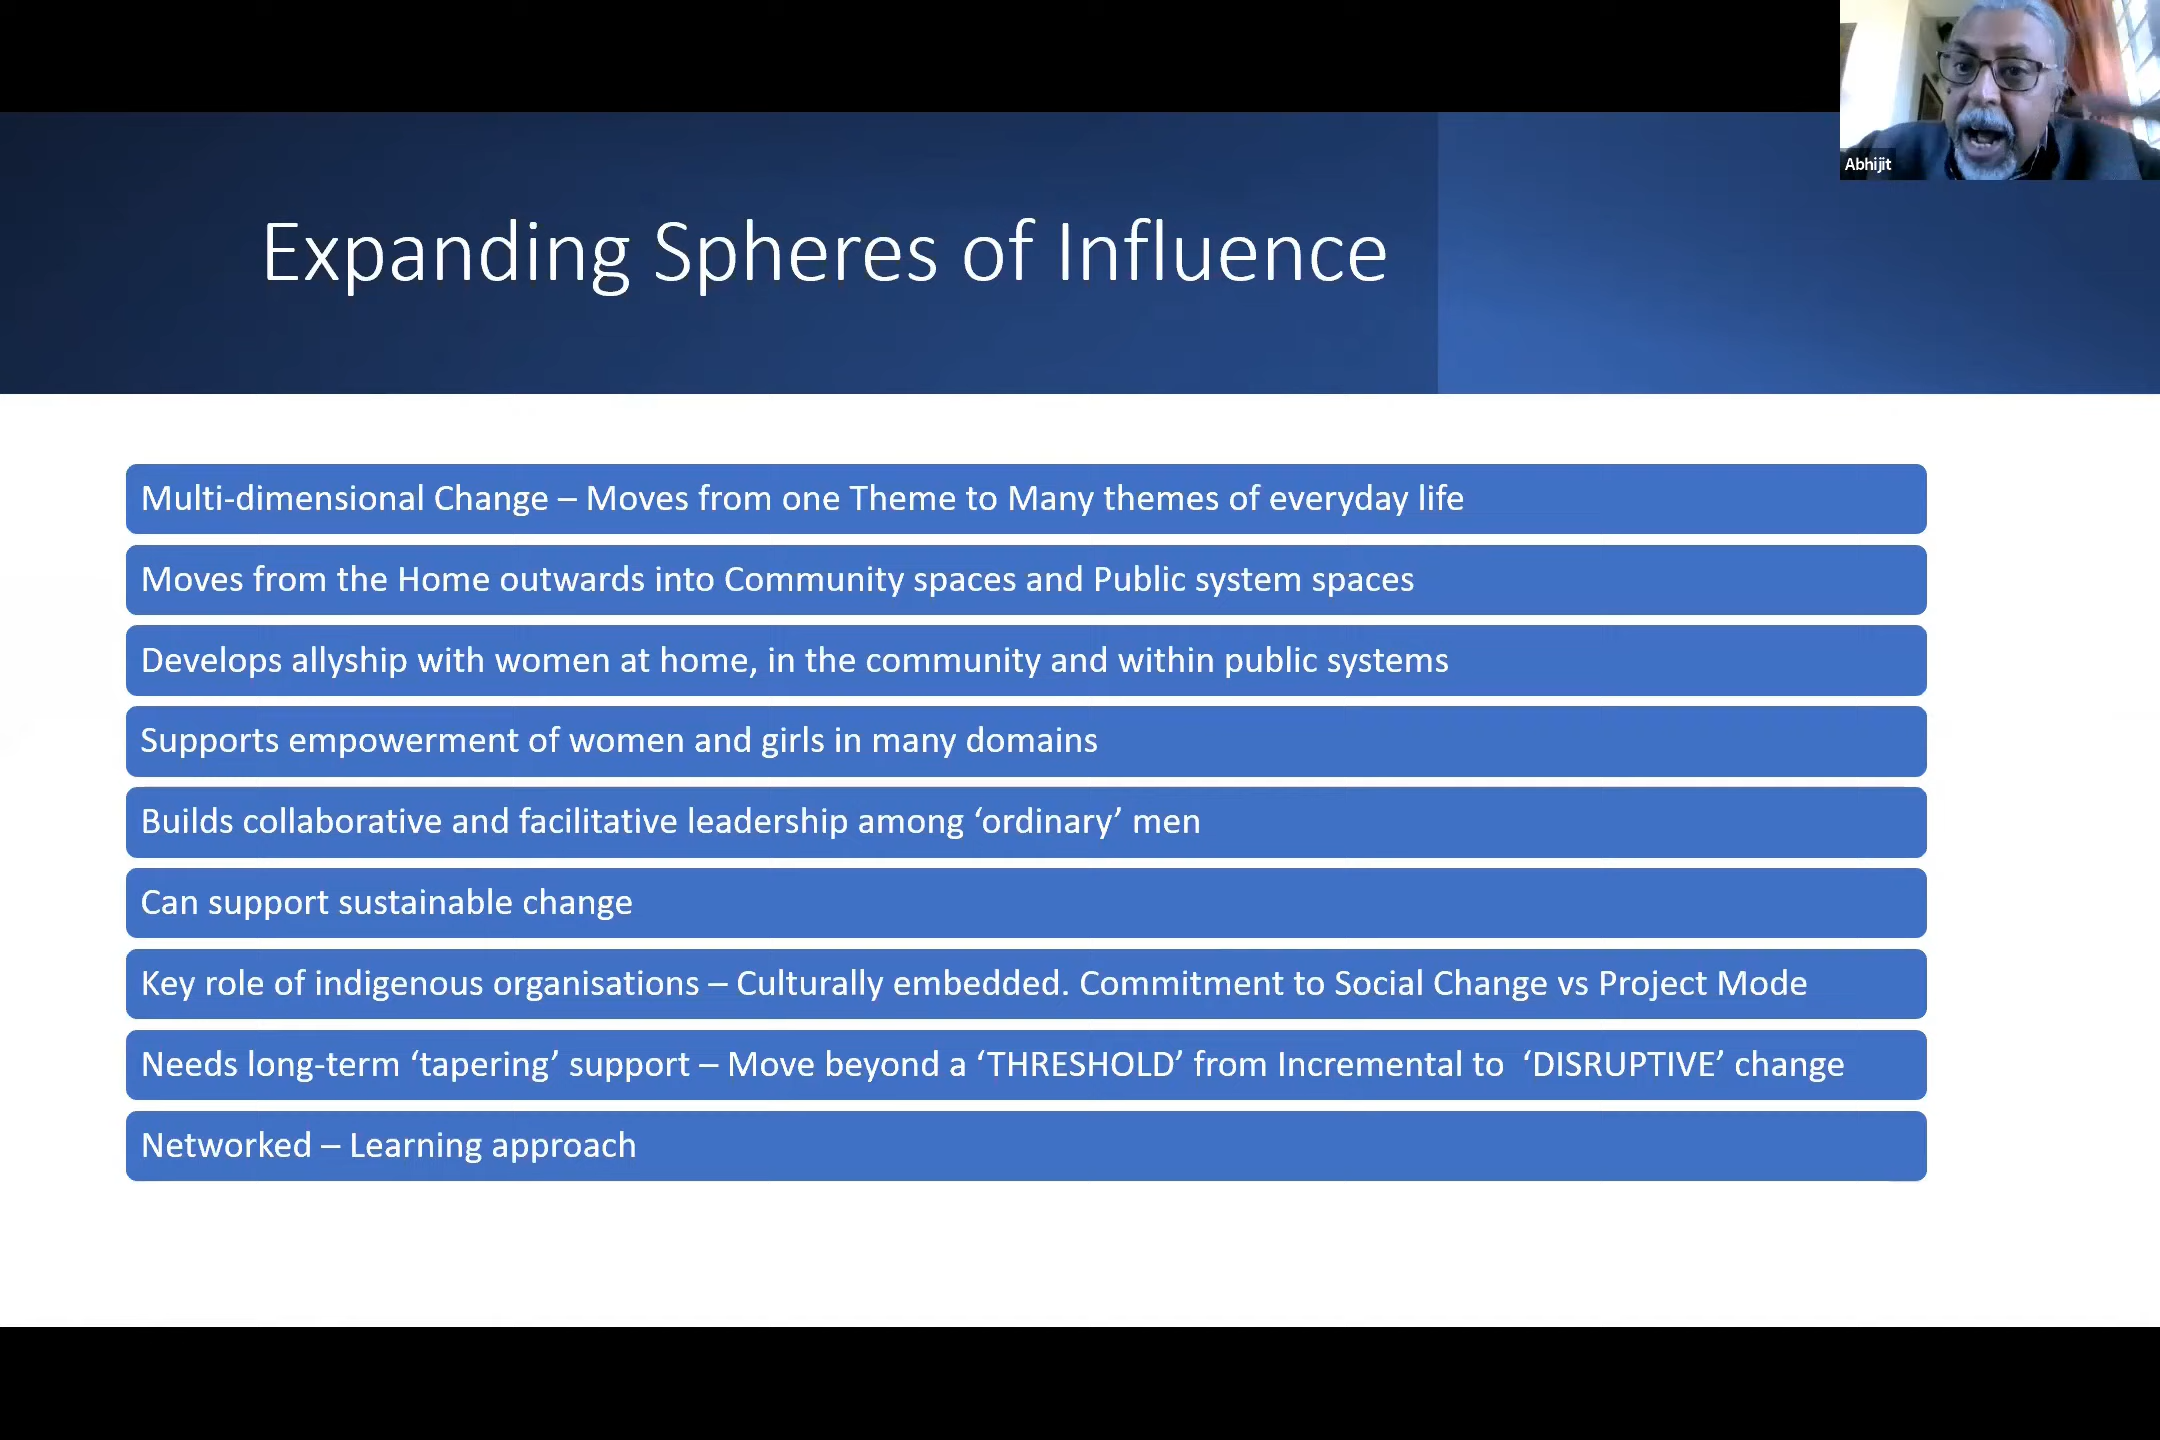 Abhijit
Expanding Spheres of Influence
Multi-dimensional Change – Moves from one Theme to Many themes of everyday life
Moves from the Home outwards into Community spaces and Public system spaces
Develops allyship with women at home, in the community and within public systems
Supports empowerment of women and girls in many domains
Builds collaborative and facilitative leadership among ‘ordinary’ men
Can support sustainable change
Key role of indigenous organisations – Culturally embedded. Commitment to Social Change vs Project Mode
Needs long-term ‘tapering’ support – Move beyond a ‘THRESHOLD’ from Incremental to  ‘DISRUPTIVE’ change
Networked – Learning approach